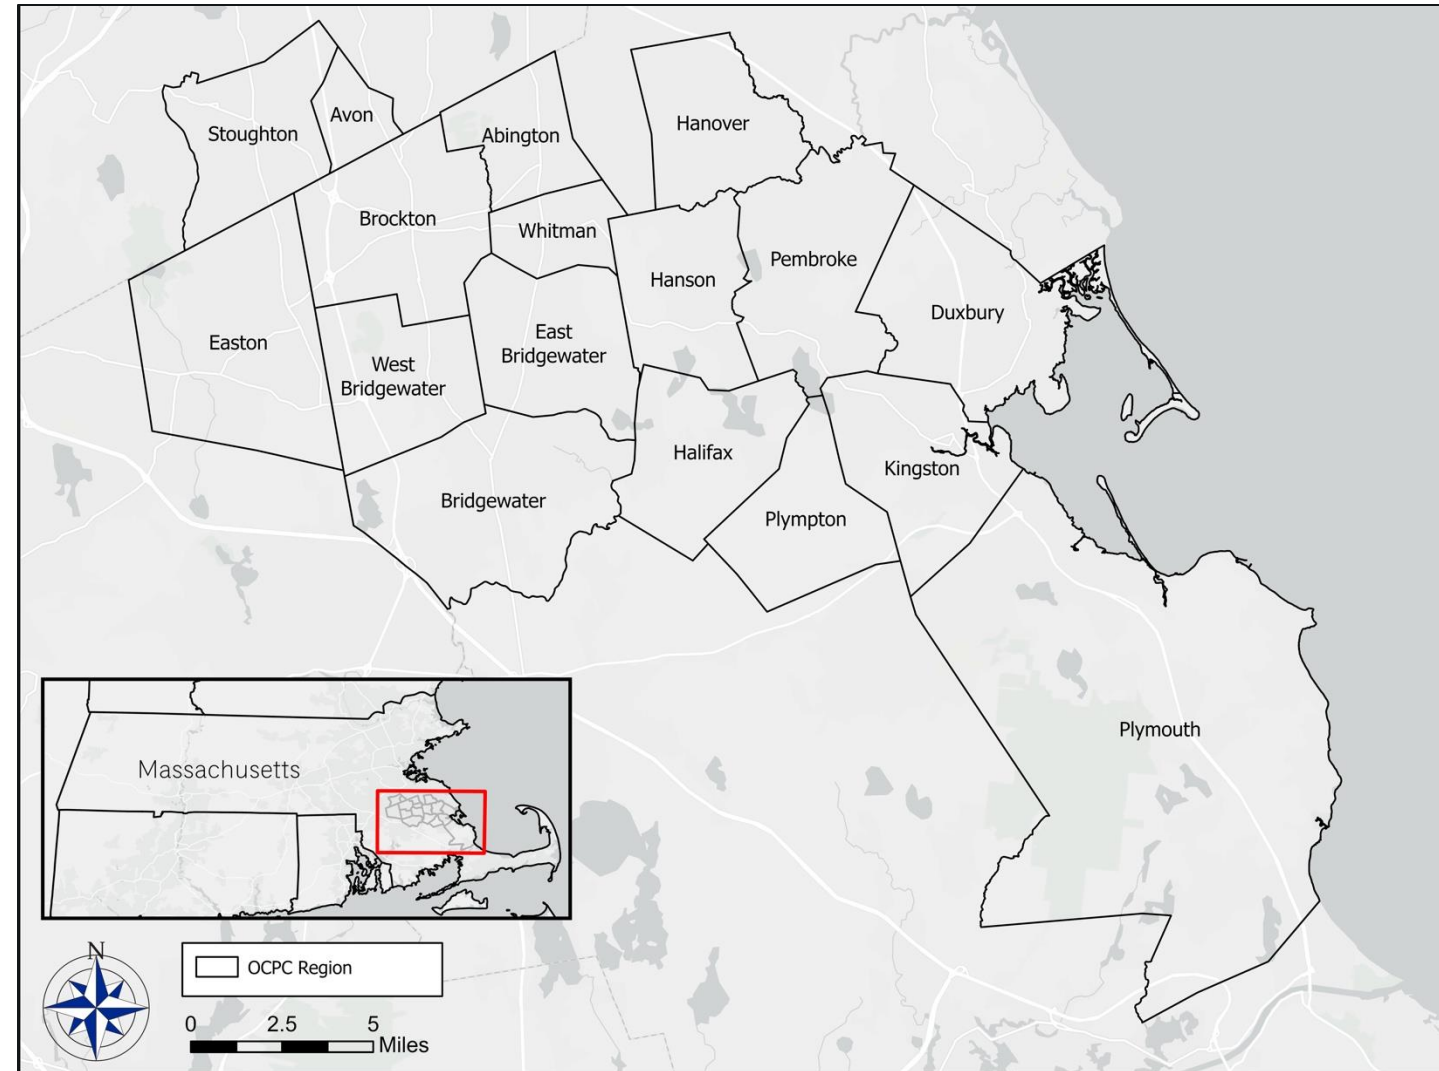 Stoughton
Avon
Abington
Hanover
Brockton
Whitman
Hanson
Pembroke
Duxbury
Easton
West
Bridgewater
East
Bridgewater
Halifax
Kingston
Bridgewater
Plympton
Plymouth
Massachusetts
N
OCPC Region
0 2.5 5
Miles